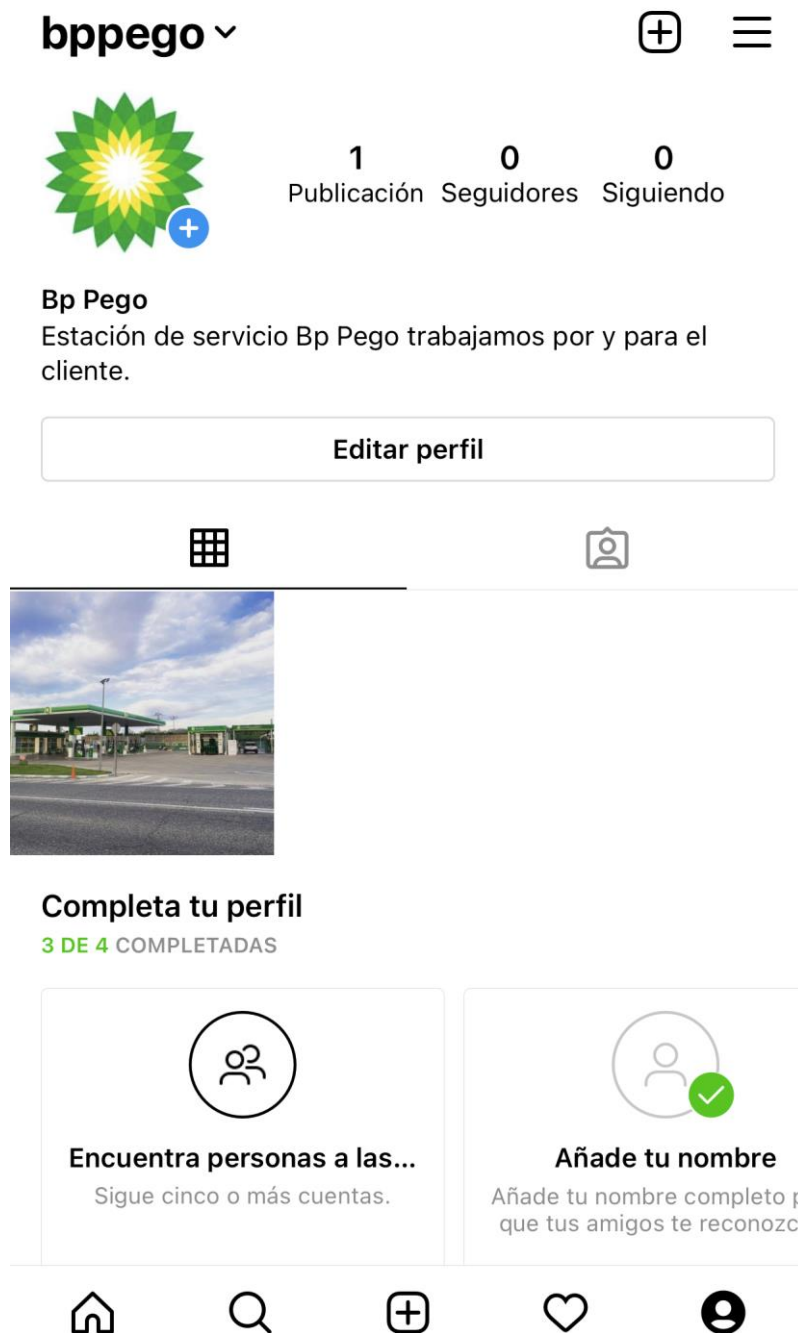 bppego
1 0 0
Publicación Seguidores Siguiendo
Bp Pego
Estación de servicio Bp Pego trabajamos por y para el
cliente.
Editar perfil
Completa tu perfil
3 DE 4 COMPLETADAS
Encuentra personas a las...
Sigue cinco o más cuentas.
Añade tu nombre
Añade tu nombre completo p
que tus amigos te reconozc